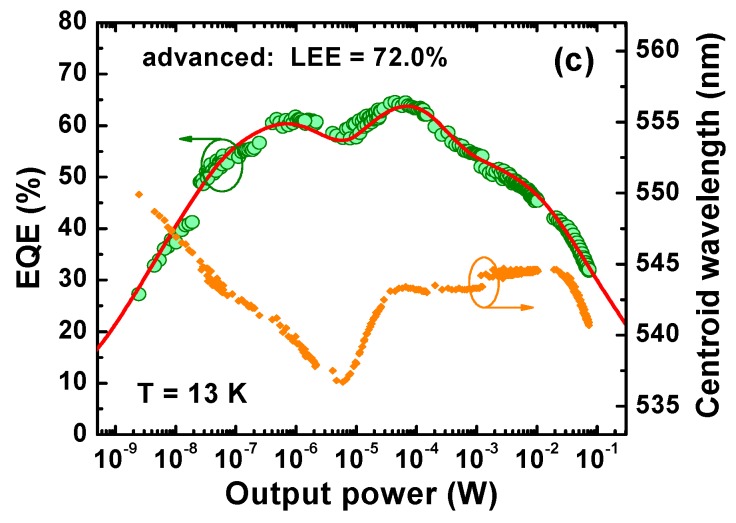 advanced: LEE = 72.0%
(c)
EQE (%)
80
70
60
50
40
30
20
10
0
Centroid wavelength (nm)
560
555
550
545
540
535
T = 13 K
10⁻⁹ 10⁻⁸ 10⁻⁷ 10⁻⁶ 10⁻⁵ 10⁻⁴ 10⁻³ 10⁻² 10⁻¹
Output power (W)